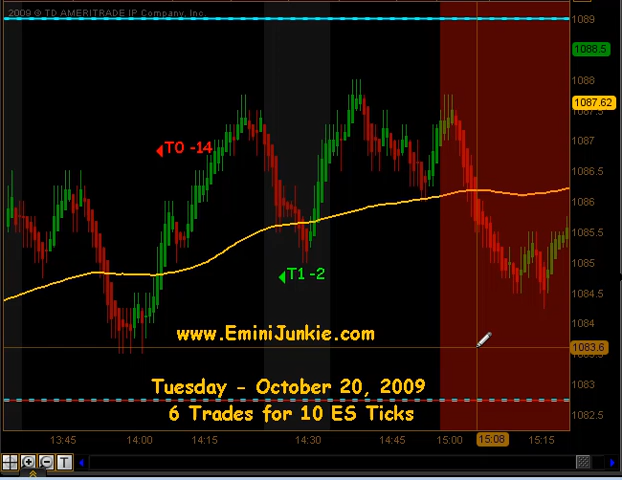 2009 © TD AMERITRADE IP Company, Inc.
1089
1088.5
1088
1087.62
1087
T0 -14
1086.5
1086
1085.5
1085
T1 -2
1084.5
1084
www.EminiJunkie.com
1083.6
1083
Tuesday - October 20, 2009
6 Trades for 10 ES Ticks
1082.5
13:45 14:00 14:15 14:30 14:45 15:00 15:08 15:15
T